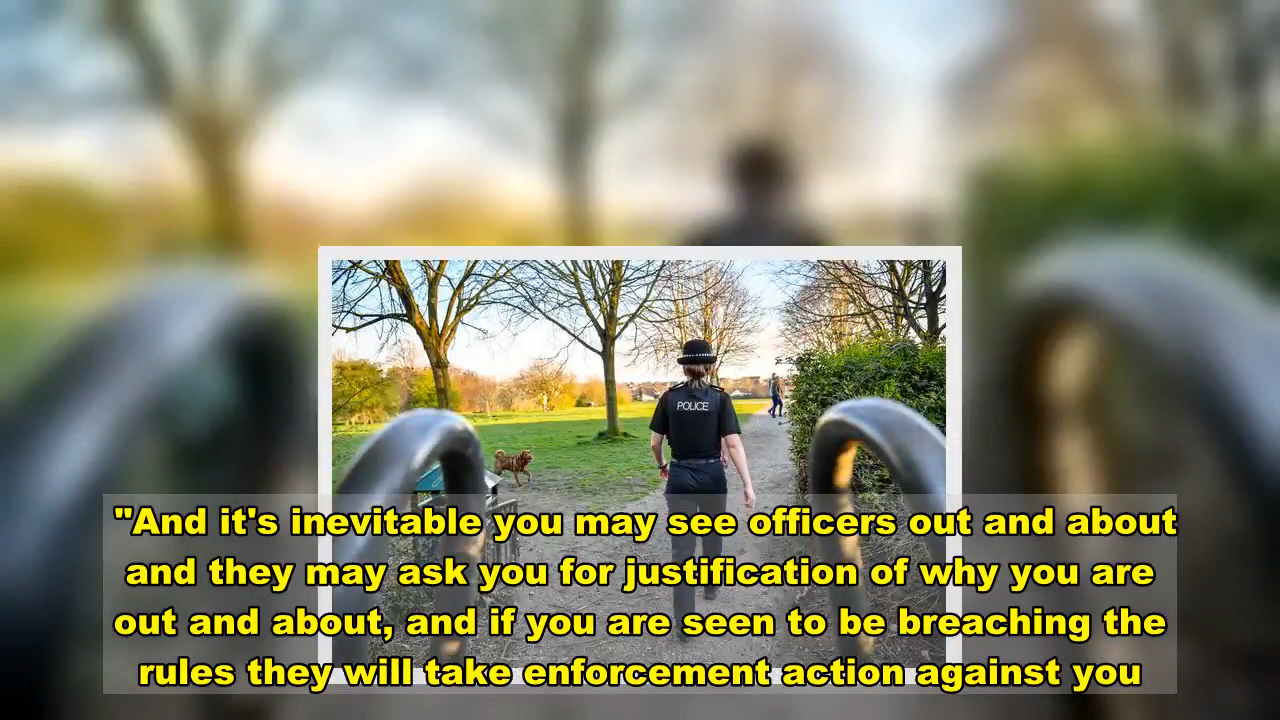 POLICE
"And it's inevitable you may see officers out and about
and they may ask you for justification of why you are
out and about, and if you are seen to be breaching the
rules they will take enforcement action against you